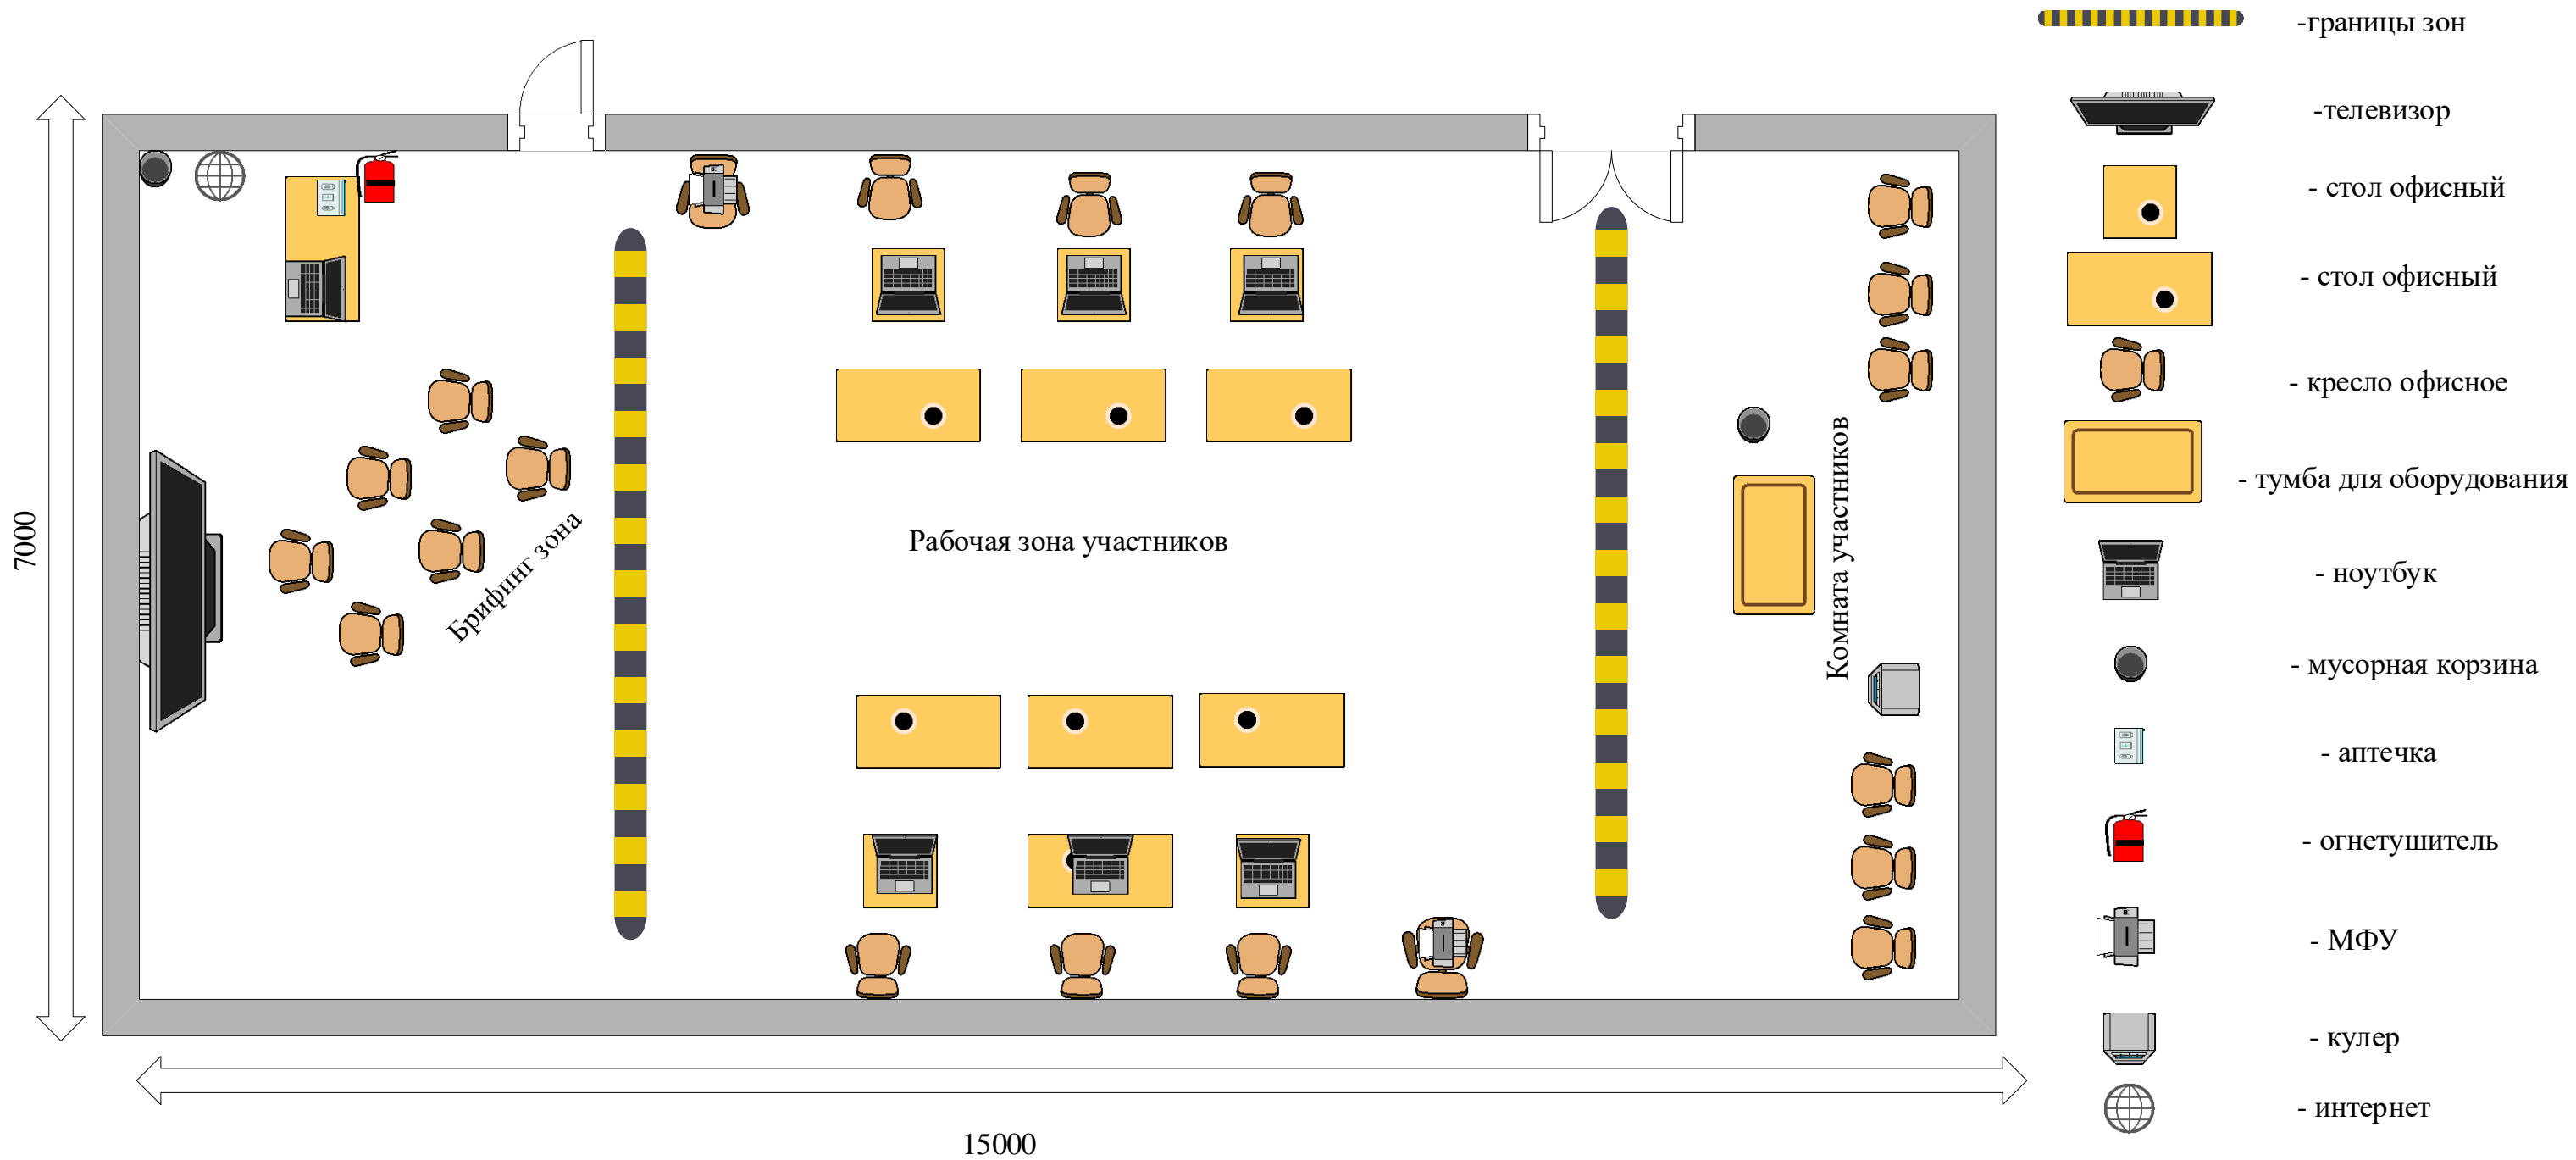 -границы зон
-телевизор
- стол офисный
- стол офисный
- кресло офисное
- тумба для оборудования
- ноутбук
- мусорная корзина
- аптечка
- огнетушитель
- МФУ
- кулер
- интернет
7000
Брифинг зона
Рабочая зона участников
Комната участников
15000